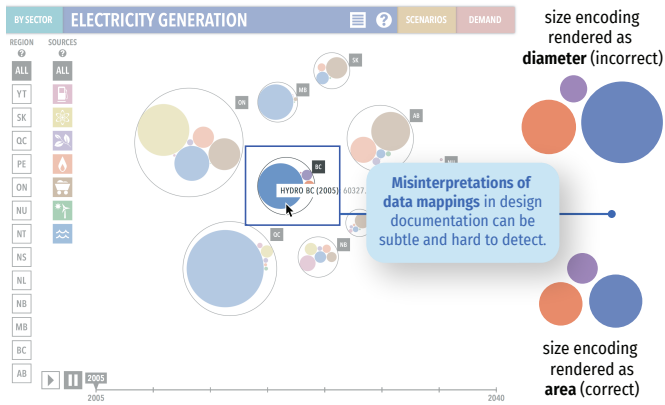 BY SECTOR
ELECTRICITY GENERATION
?
SCENARIOS
DEMAND
REGION
SOURCES
?
?
ALL
ALL
YT
SK
QC
PE
ON
NU
NT
NS
NL
NB
MB
BC
AB
SK
MB
ON
AB
BC
HYDRO BC (2005): 60327.
QC
NB
2005
2005
2040
Misinterpretations of
data mappings in design
documentation can be
subtle and hard to detect.
size encoding
rendered as
diameter (incorrect)
size encoding
rendered as
area (correct)